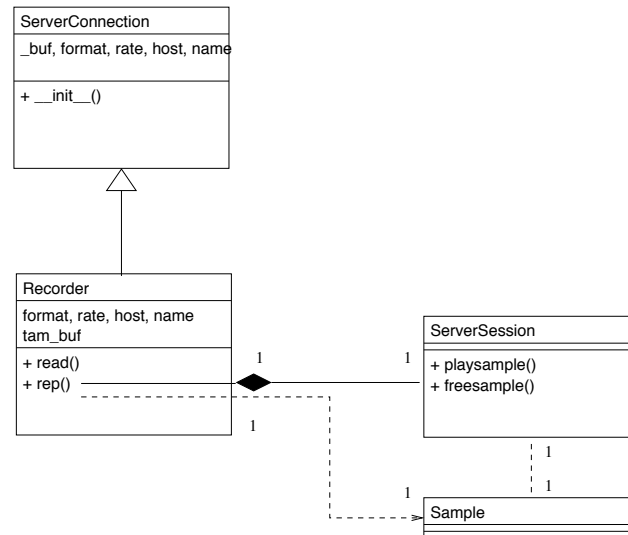 ServerConnection
_buf, format, rate, host, name
+ __init__()
Recorder
format, rate, host, name
tam_buf
+ read()
+ rep()
1
1
1
1
ServerSession
+ playsample()
+ freesample()
1
1
Sample